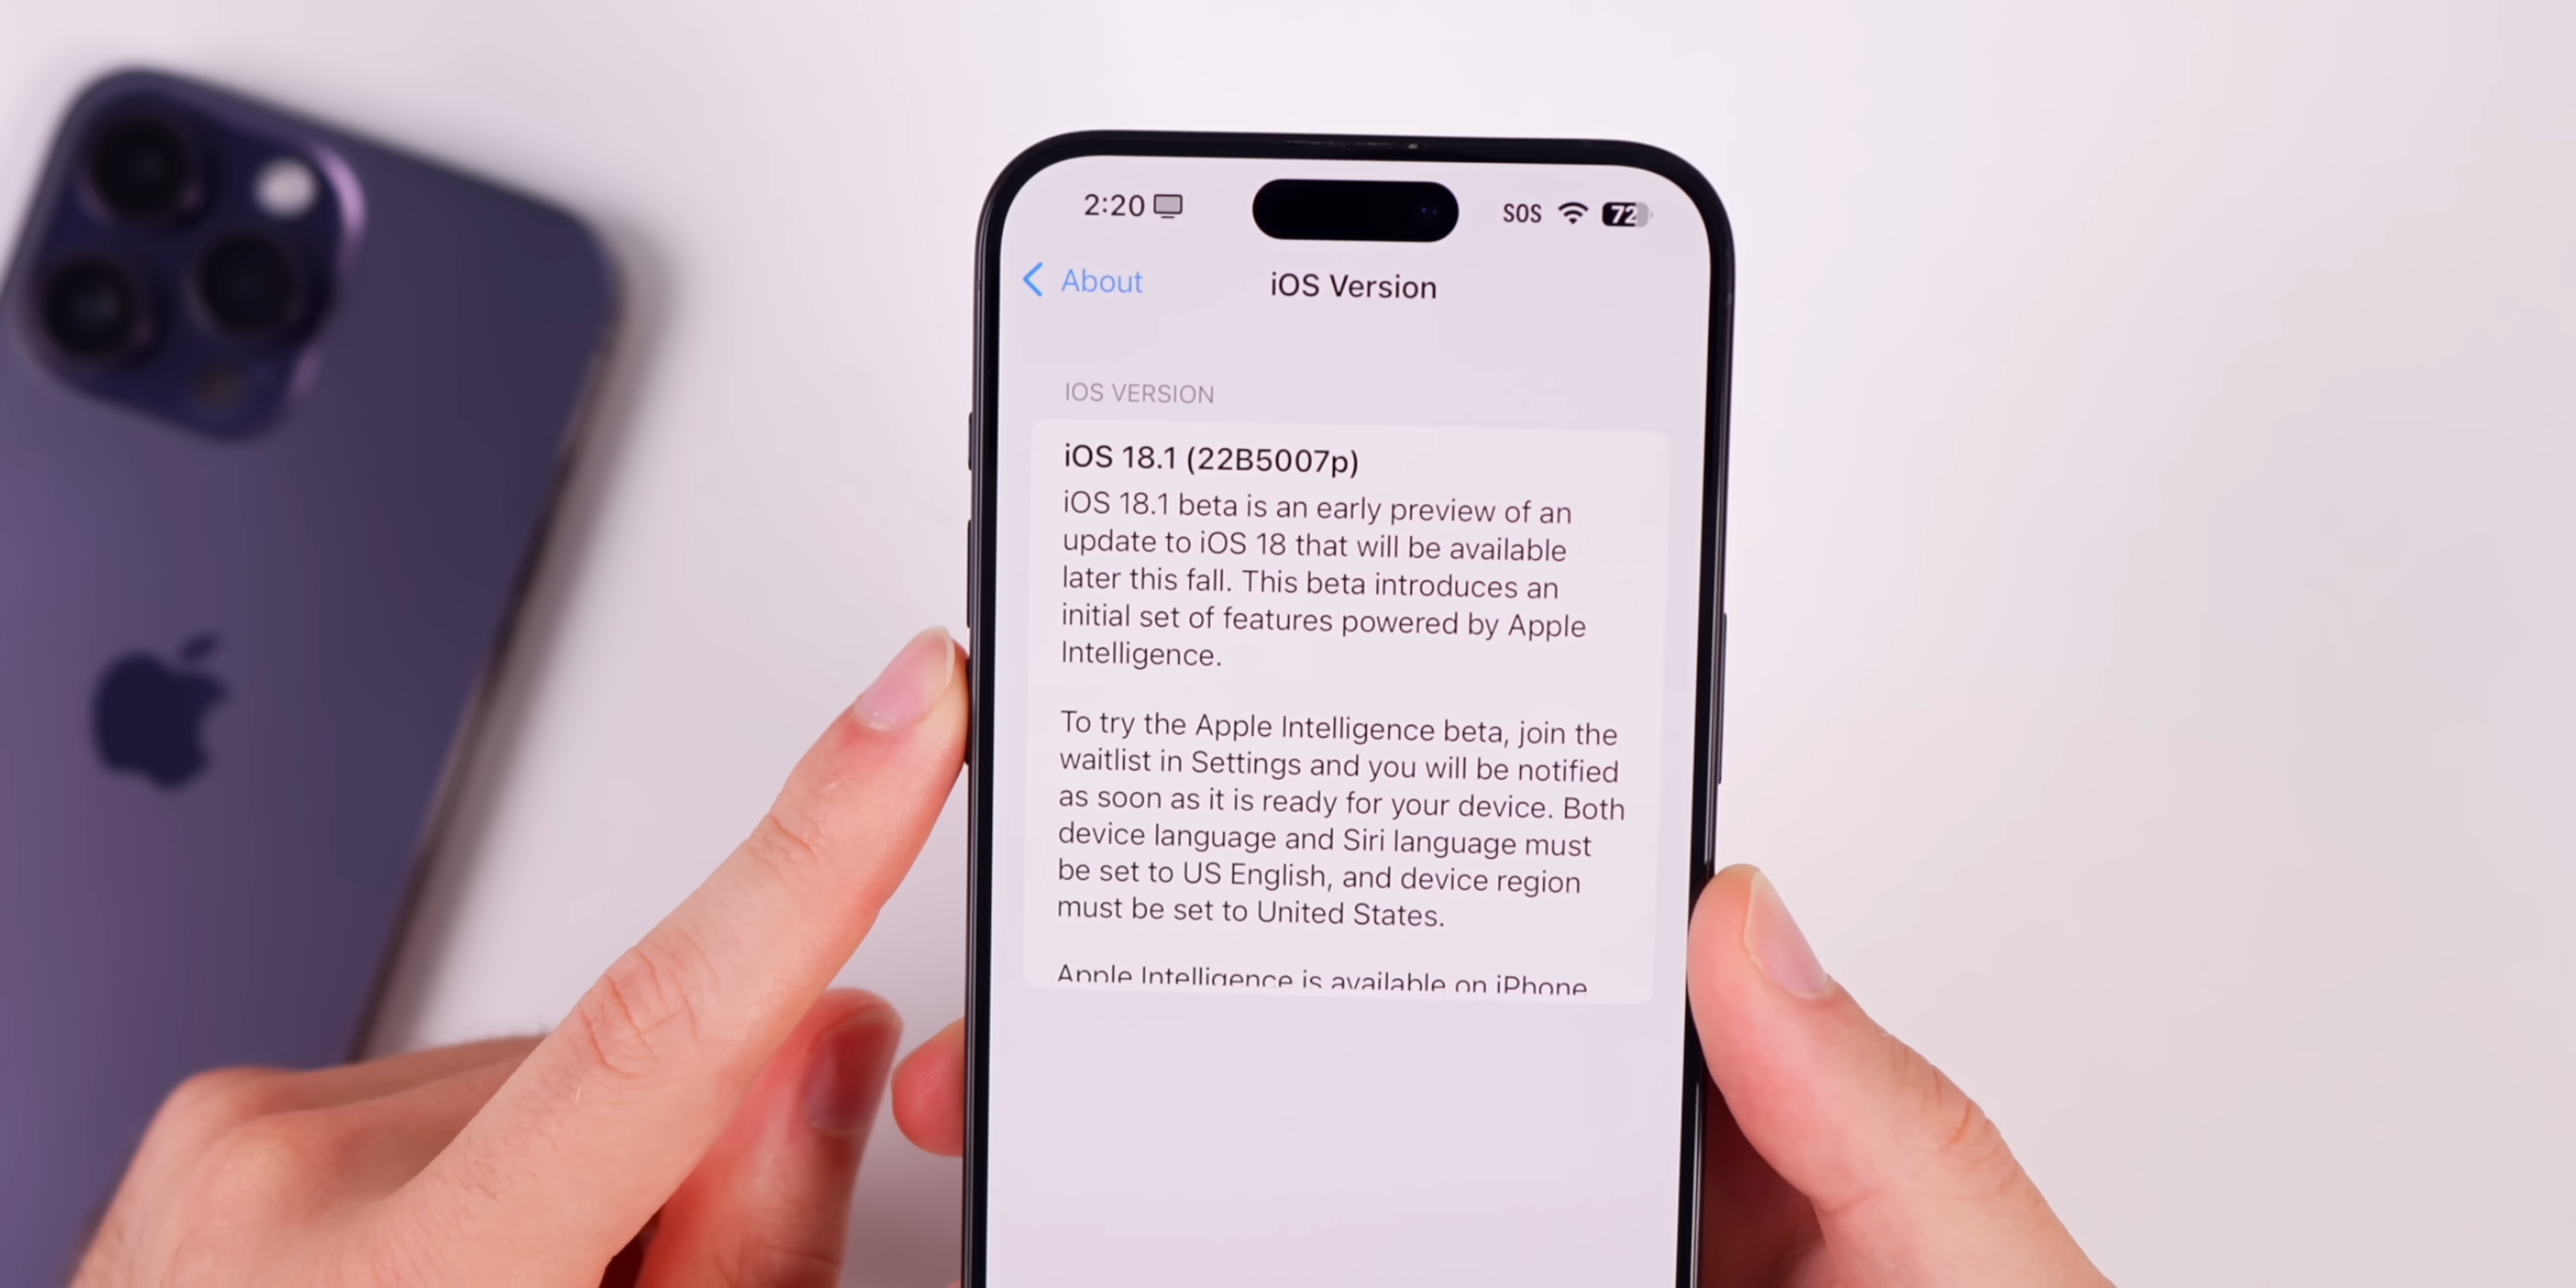 2:20
SOS
72
About
iOS Version
IOS VERSION
iOS 18.1 (22B5007p)
iOS 18.1 beta is an early preview of an
update to iOS 18 that will be available
later this fall. This beta introduces an
initial set of features powered by Apple
Intelligence.
To try the Apple Intelligence beta, join the
waitlist in Settings and you will be notified
as soon as it is ready for your device. Both
device language and Siri language must
be set to US English, and device region
must be set to United States.
Apple Intelligence is available on iPhone